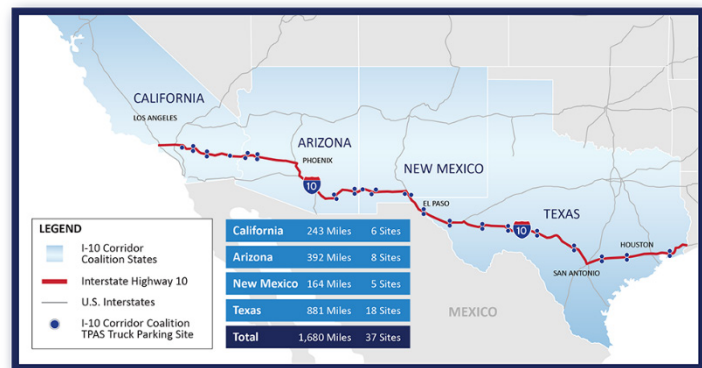 CALIFORNIA
LOS ANGELES
ARIZONA
PHOENIX
10
NEW MEXICO
EL PASO
TEXAS
10
HOUSTON
SAN ANTONIO
MEXICO
LEGEND
I-10 Corridor
Coalition States
Interstate Highway 10
U.S. Interstates
I-10 Corridor Coalition
TPAS Truck Parking Site
California 243 Miles 6 Sites
Arizona 392 Miles 8 Sites
New Mexico 164 Miles 5 Sites
Texas 881 Miles 18 Sites
Total 1,680 Miles 37 Sites